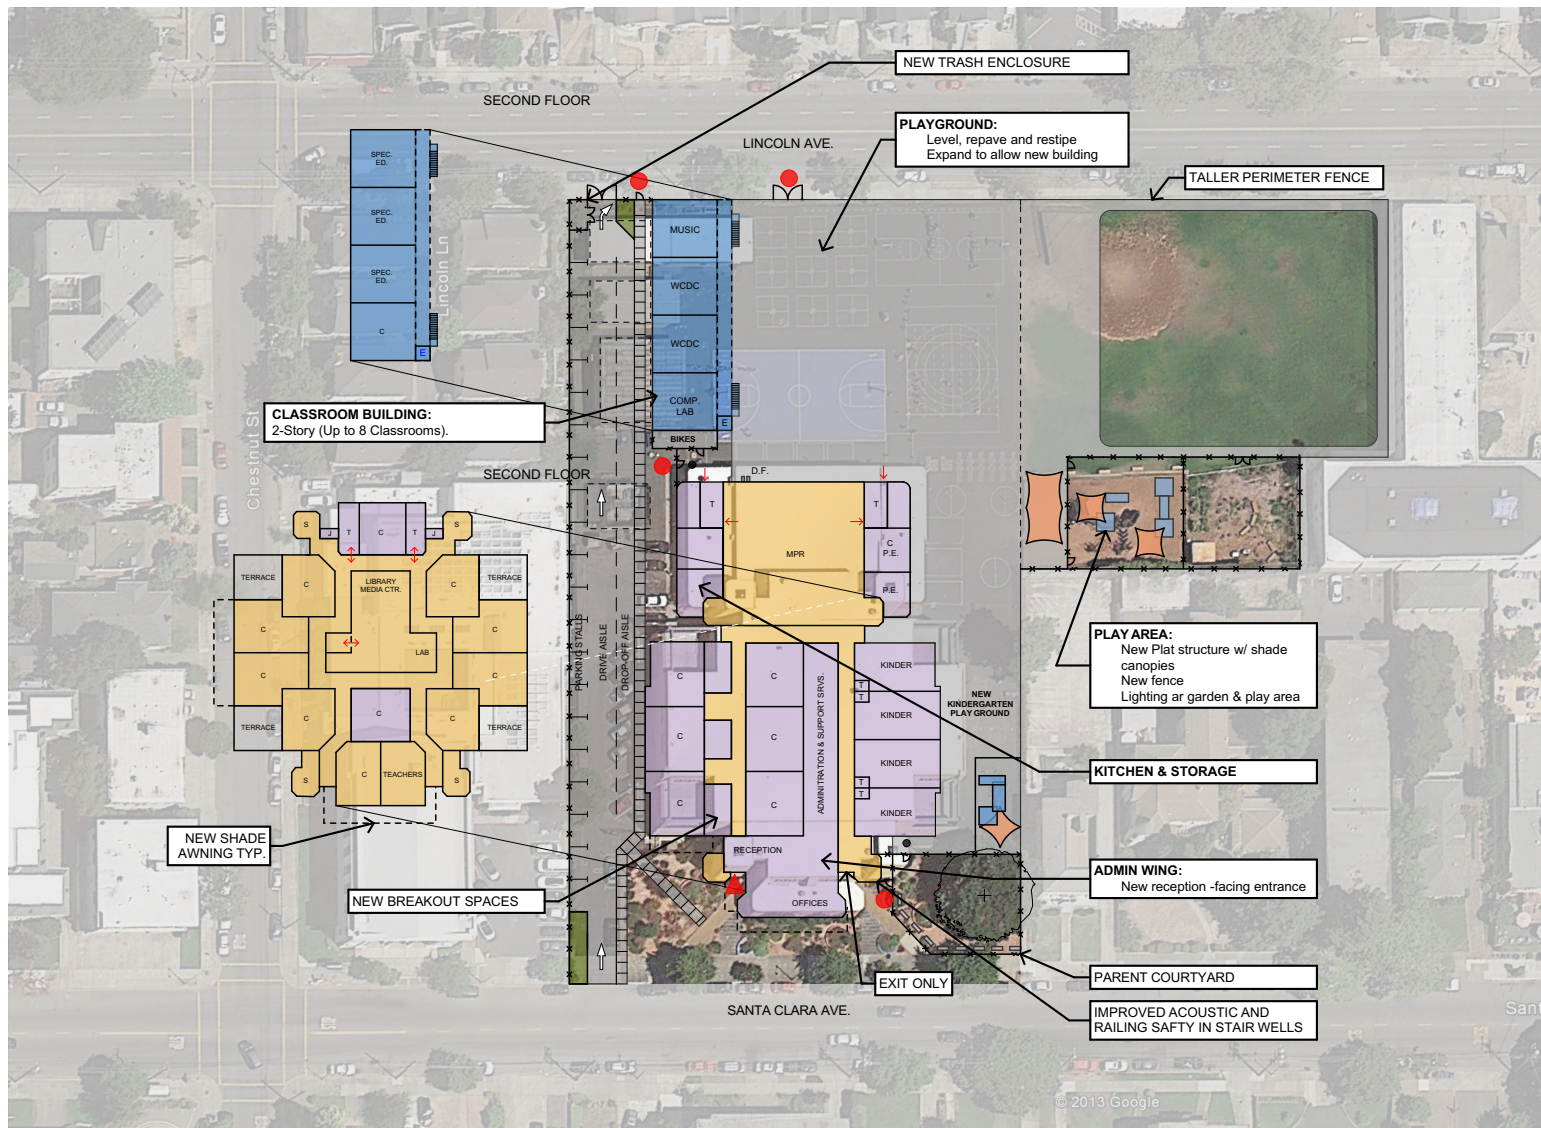 NEW TRASH ENCLOSURE
SECOND FLOOR
PLAYGROUND:
Level, repave and restipe
Expand to allow new building
LINCOLN AVE.
TALLER PERIMETER FENCE
SPEC.
ED.
SPEC.
ED.
SPEC.
ED.
C
E
Lincoln Ln
MUSIC
WCDC
WCDC
COMP.
LAB
E
BIKES
CLASSROOM BUILDING:
2-Story (Up to 8 Classrooms).
Chestnut St
SECOND FLOOR
D.F.
S
J
T
C
T
J
S
TERRACE
C
LIBRARY
MEDIA CTR.
C
TERRACE
C
C
LAB
C
C
TERRACE
C
C
C
TERRACE
S
C
TEACHERS
S
T
MPR
T
C
P.E.
P.E.
PARKING STALLS
DRIVE AISLE
DROP-OFF AISLE
C
C
C
C
C
C
ADMINITRATION & SUPPORT SRVS.
KINDER
T
T
KINDER
KINDER
T
T
KINDER
NEW
KINDERGARTEN
PLAY GROUND
PLAY AREA:
New Plat structure w/ shade
canopies
New fence
Lighting ar garden & play area
KITCHEN & STORAGE
NEW SHADE
AWNING TYP.
RECEPTION
ADMIN WING:
New reception -facing entrance
NEW BREAKOUT SPACES
OFFICES
EXIT ONLY
PARENT COURTYARD
SANTA CLARA AVE.
IMPROVED ACOUSTIC AND
RAILING SAFTY IN STAIR WELLS
Sant
© 2013 Google